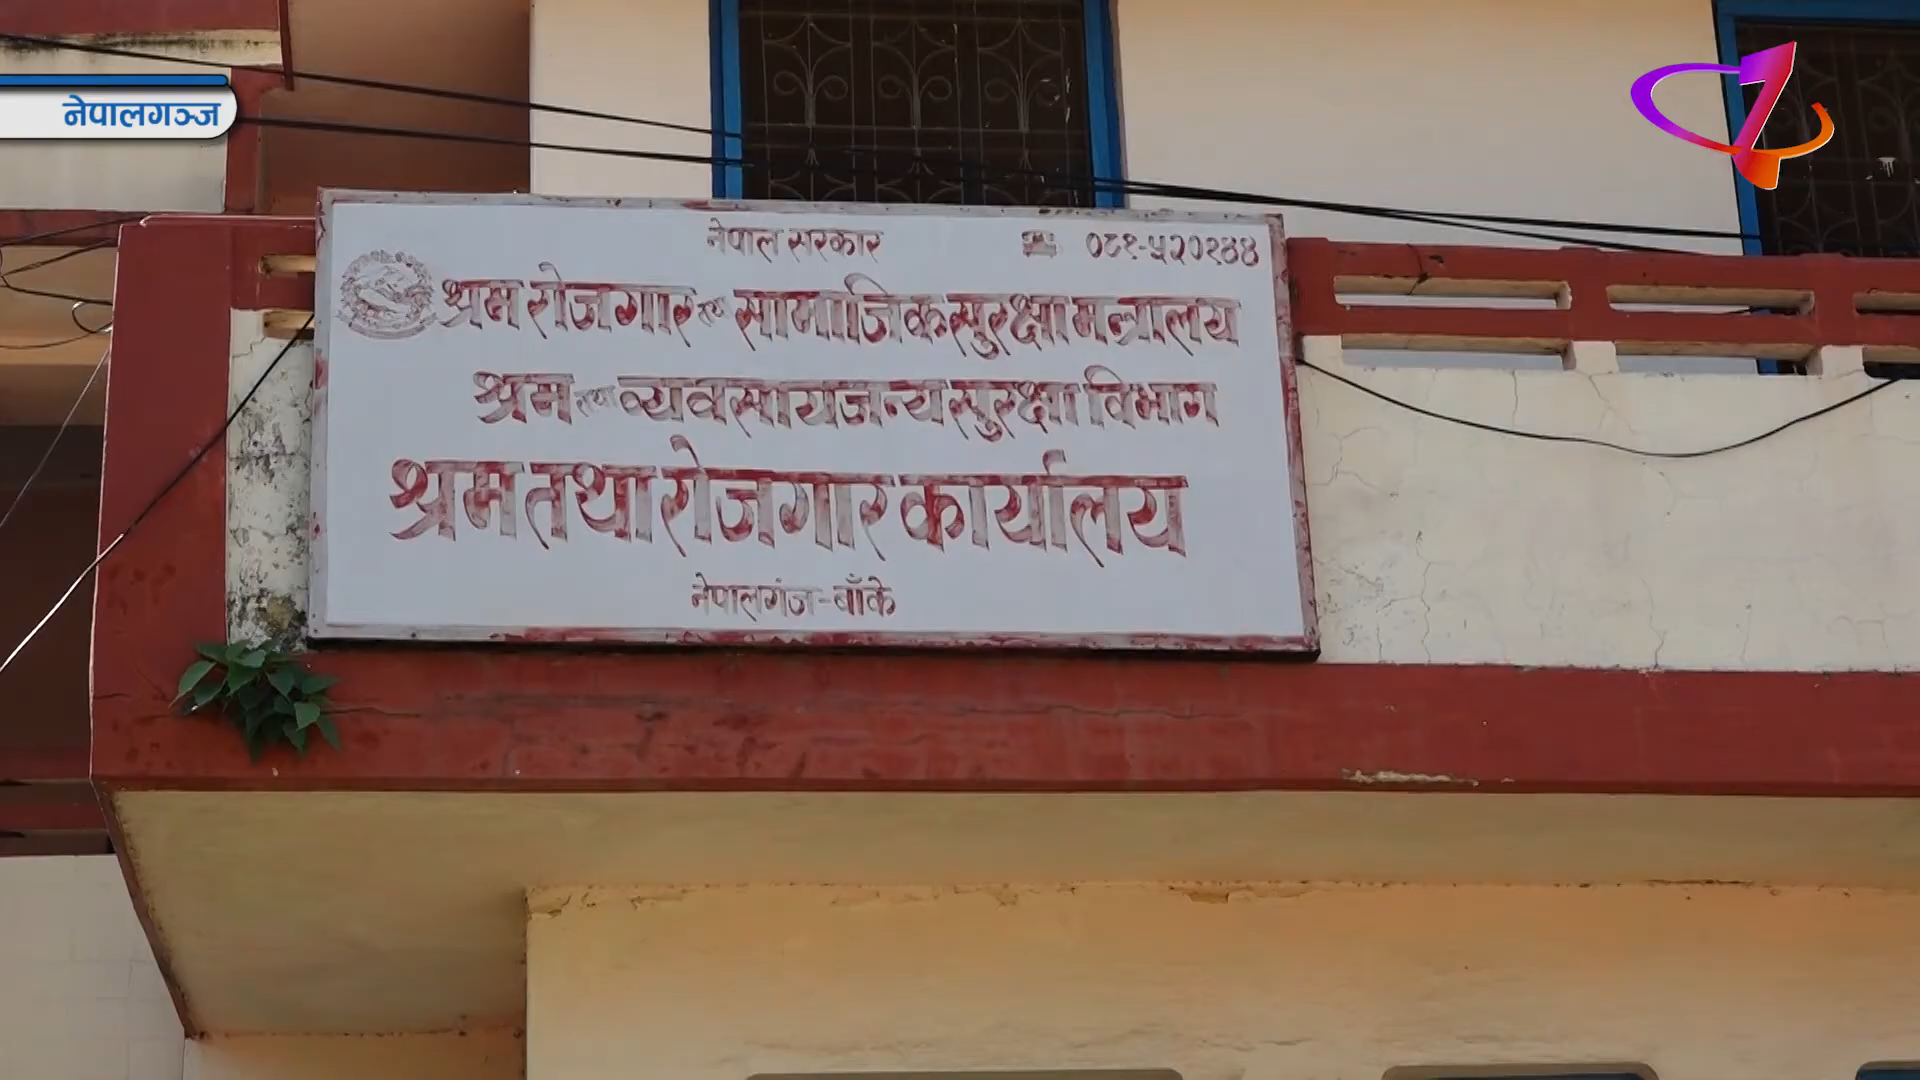 नेपालगञ्ज
नेपाल सरकार ☎ ०८१-५२०१४४
श्रम रोजगार तथा सामाजिक सुरक्षा मन्त्रालय
श्रम तथा व्यवसायजन्य सुरक्षा विभाग
श्रम तथा रोजगार कार्यालय
नेपालगंज-बाँके